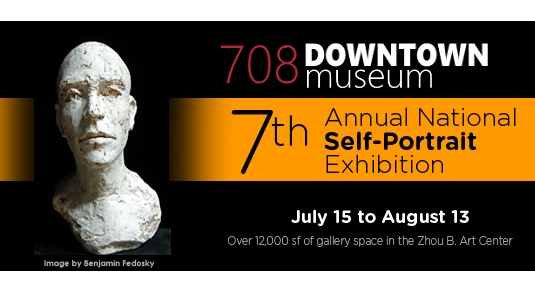 708 DOWNTOWN
museum
7th Annual National
Self-Portrait
Exhibition
July 15 to August 13
Over 12,000 sf of gallery space in the Zhou B. Art Center
Image by Benjamin Fedosky